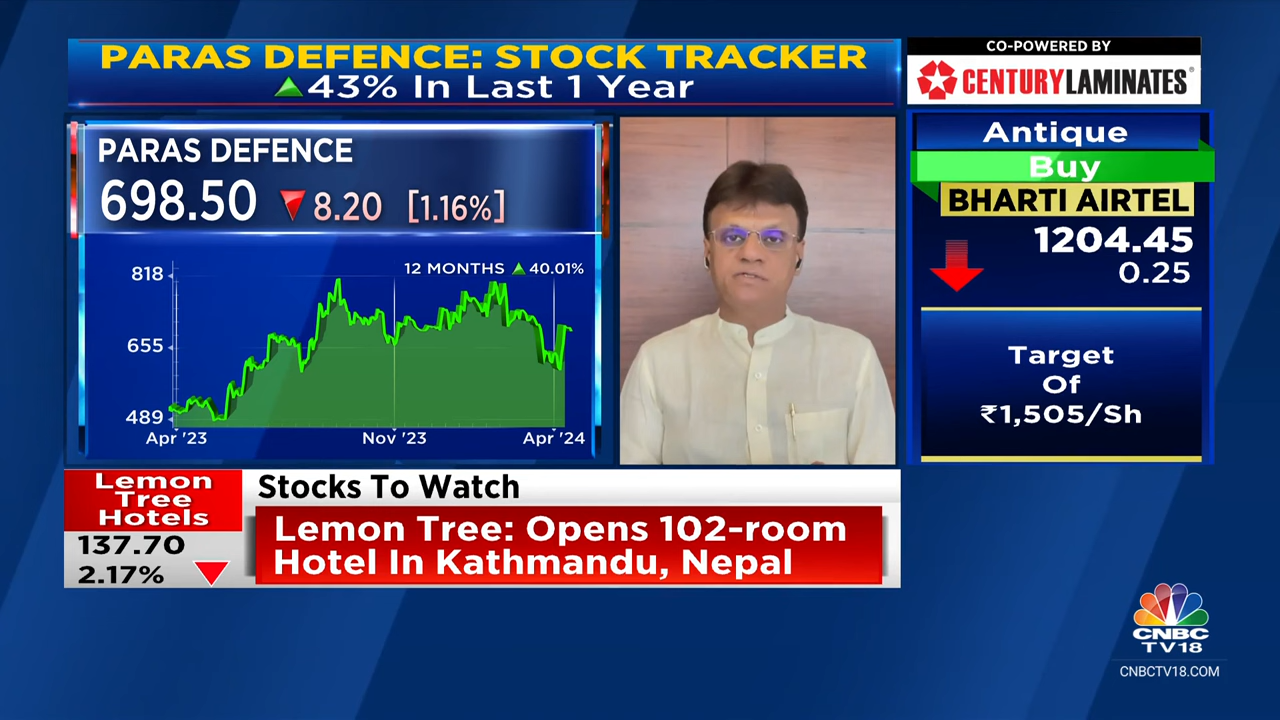 PARAS DEFENCE: STOCK TRACKER
▲43% In Last 1 Year
CO-POWERED BY
CENTURYLAMINATES®
PARAS DEFENCE
698.50 ▼ 8.20 [1.16%]
12 MONTHS ▲ 40.01%
818
655
489
Apr '23 Nov '23 Apr '24
Antique
Buy
BHARTI AIRTEL
1204.45
0.25
Target
Of
₹1,505/Sh
Lemon
Tree
Hotels
137.70
2.17% ▼
Stocks To Watch
Lemon Tree: Opens 102-room
Hotel In Kathmandu, Nepal
CNBC
TV18
CNBCTV18.COM